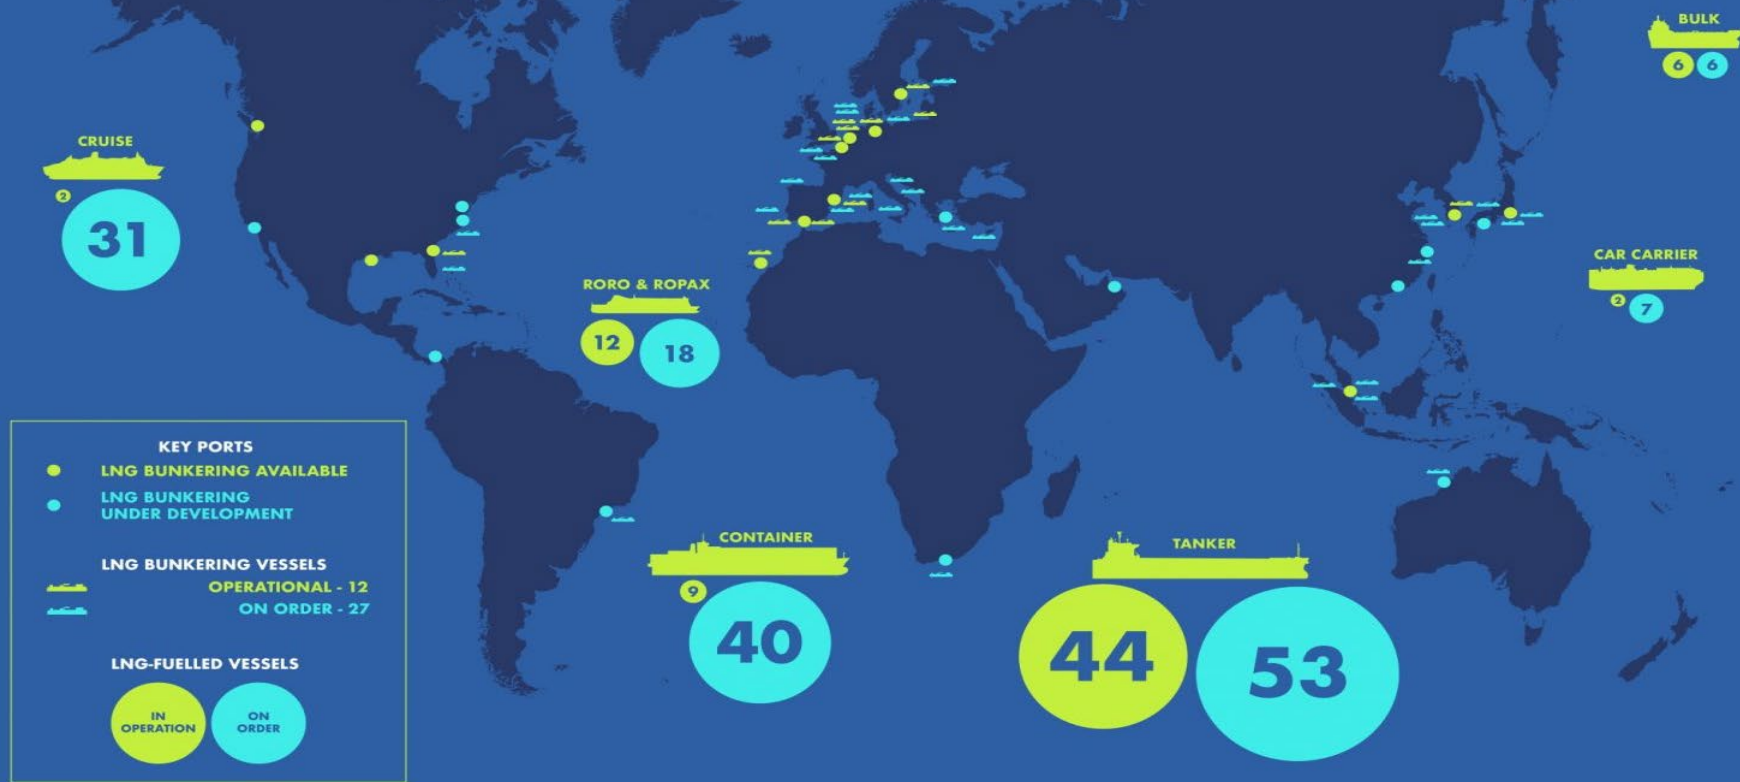 BULK
6 6
CRUISE
2
31
CAR CARRIER
2 7
RORO & ROPAX
12 18
KEY PORTS
LNG BUNKERING AVAILABLE
LNG BUNKERING
UNDER DEVELOPMENT
LNG BUNKERING VESSELS
OPERATIONAL - 12
ON ORDER - 27
LNG-FUELLED VESSELS
IN
OPERATION
ON
ORDER
CONTAINER
9
40
TANKER
44 53